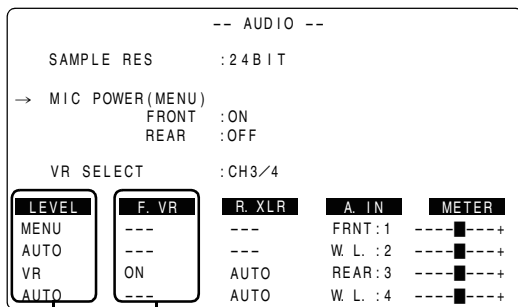 -- AUDIO --
SAMPLE RES :24BIT
→ MIC POWER(MENU)
FRONT :ON
REAR :OFF
VR SELECT :CH3/4
LEVEL F. VR R. XLR A. IN METER
MENU --- --- FRNT:1 ----■---+
AUTO --- --- W. L. :2 ----■---+
VR ON AUTO REAR:3 ----■---+
AUTO --- AUTO W. L. :4 ----■---+